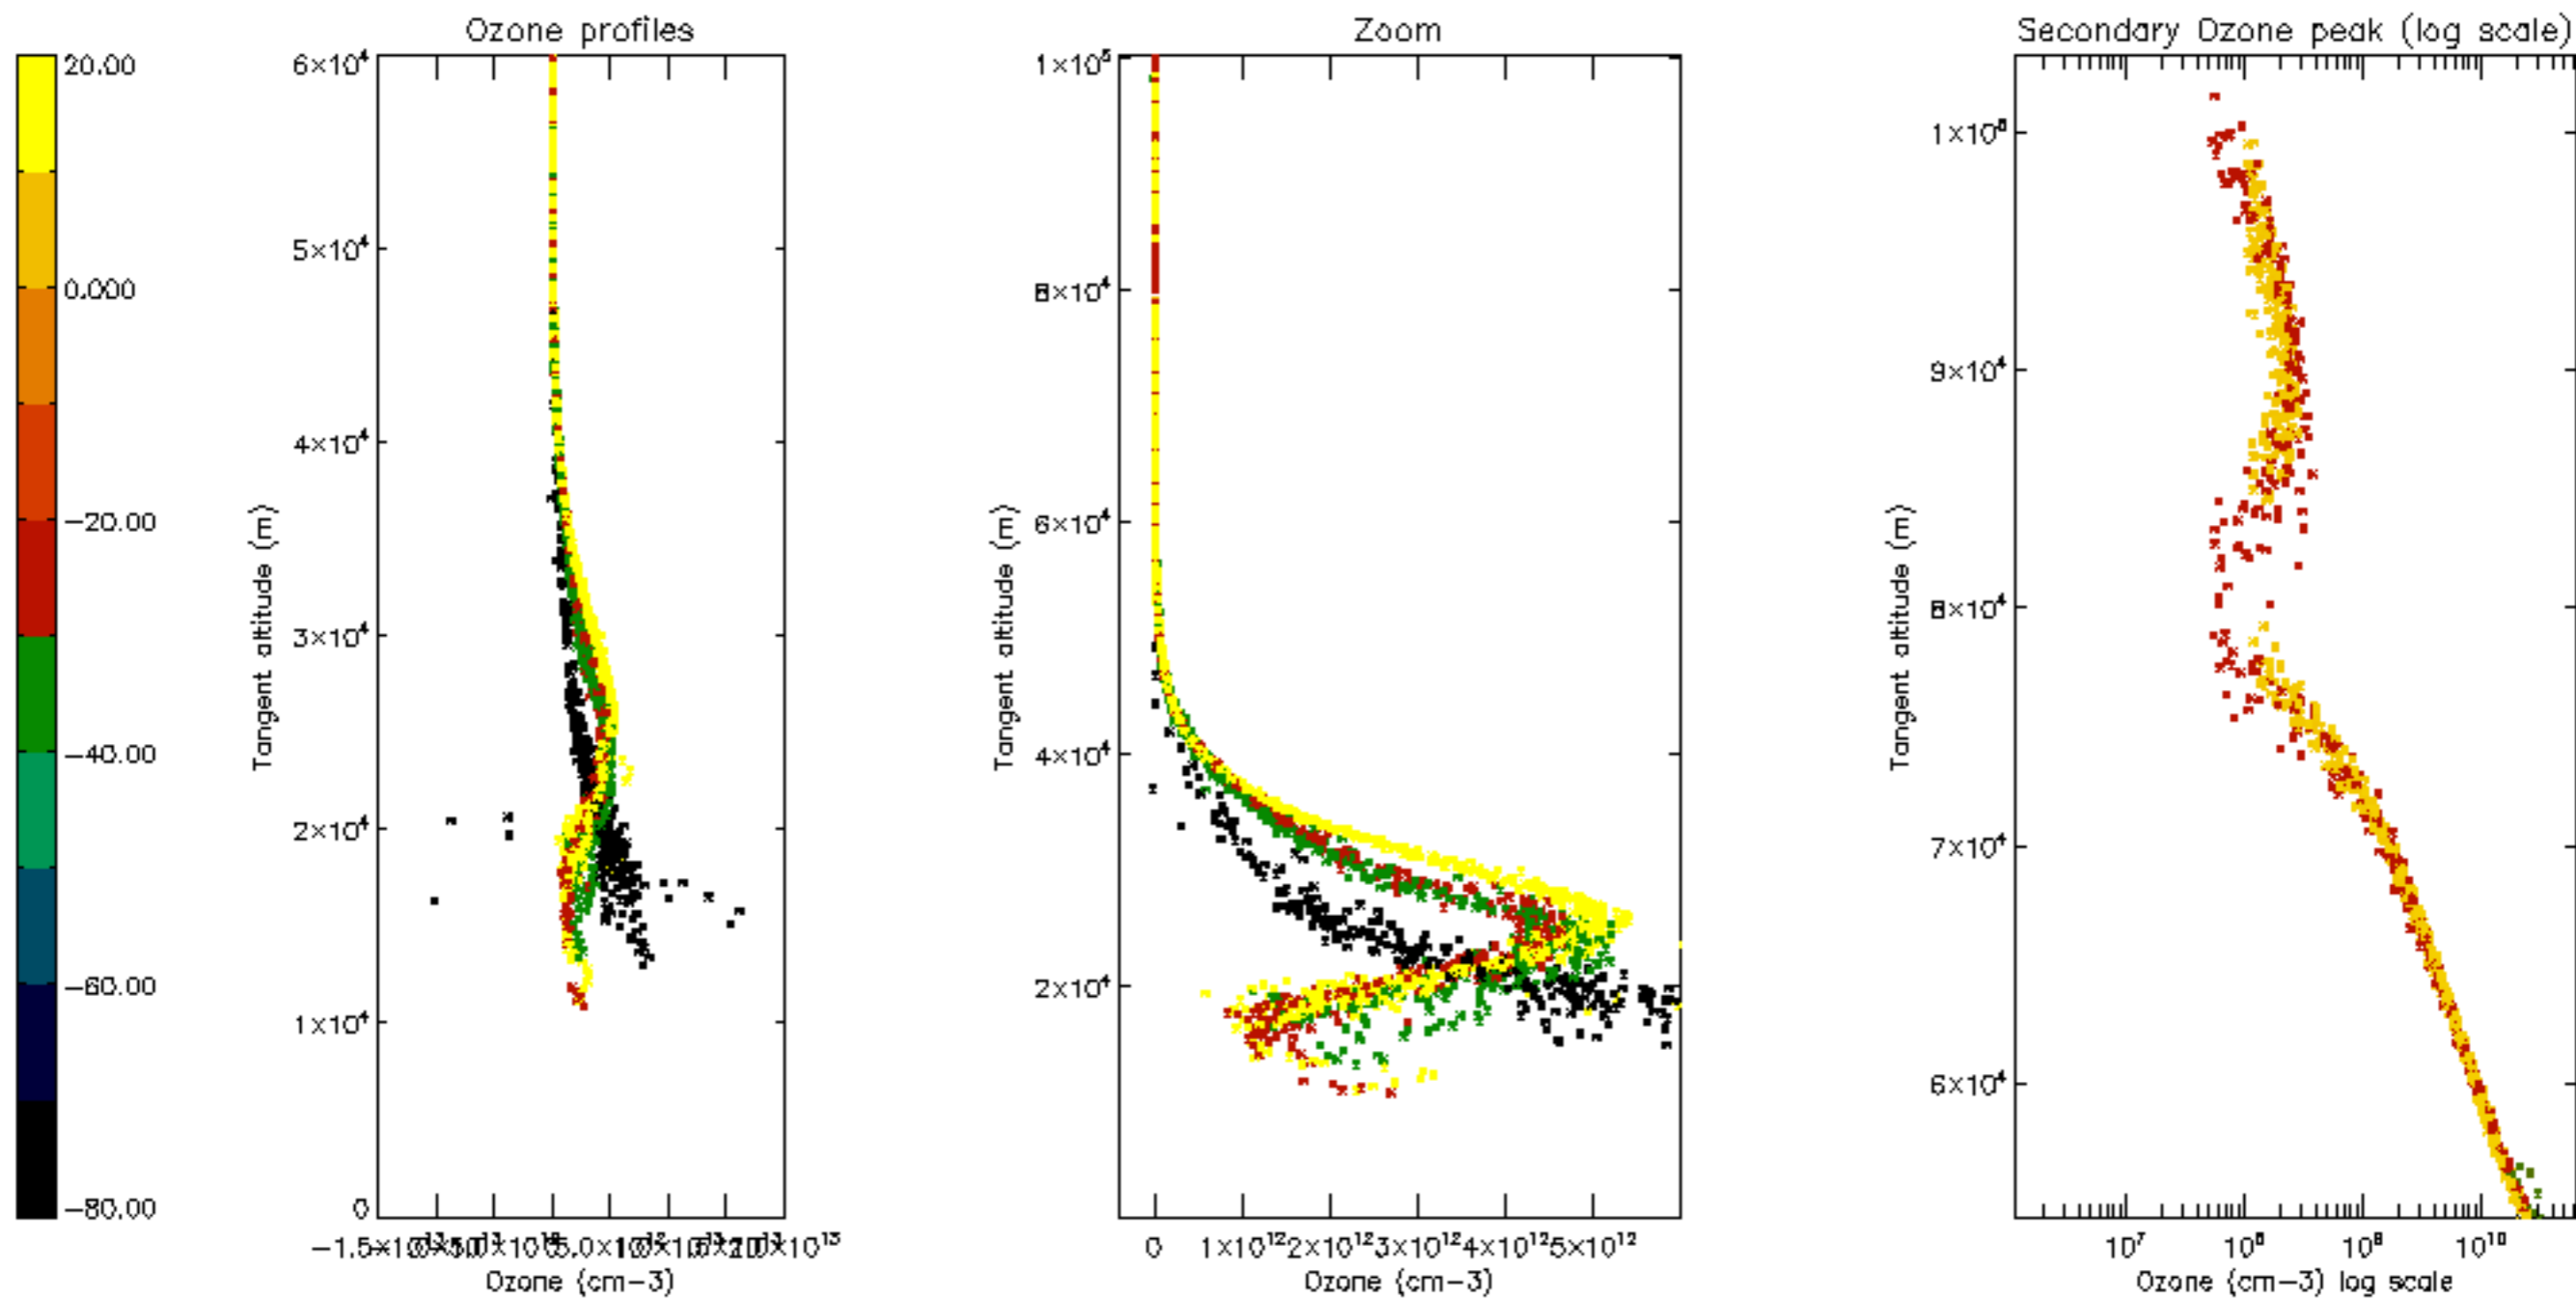 Ozone profiles
Zoom
Secondary Ozone peak (log scale)
20.00
0.000
−20.00
−40.00
−60.00
−80.00
Tangent altitude (m)
6×10⁴
5×10⁴
4×10⁴
3×10⁴
2×10⁴
1×10⁴
0
Ozone (cm−3)
Tangent altitude (m)
1×10⁵
8×10⁴
6×10⁴
4×10⁴
2×10⁴
0 1×10¹² 2×10¹² 3×10¹² 4×10¹² 5×10¹²
Ozone (cm−3)
Tangent altitude (m)
9×10⁴
8×10⁴
7×10⁴
6×10⁴
10⁷ 10⁸ 10⁹ 10¹⁰
Ozone (cm−3) log scale